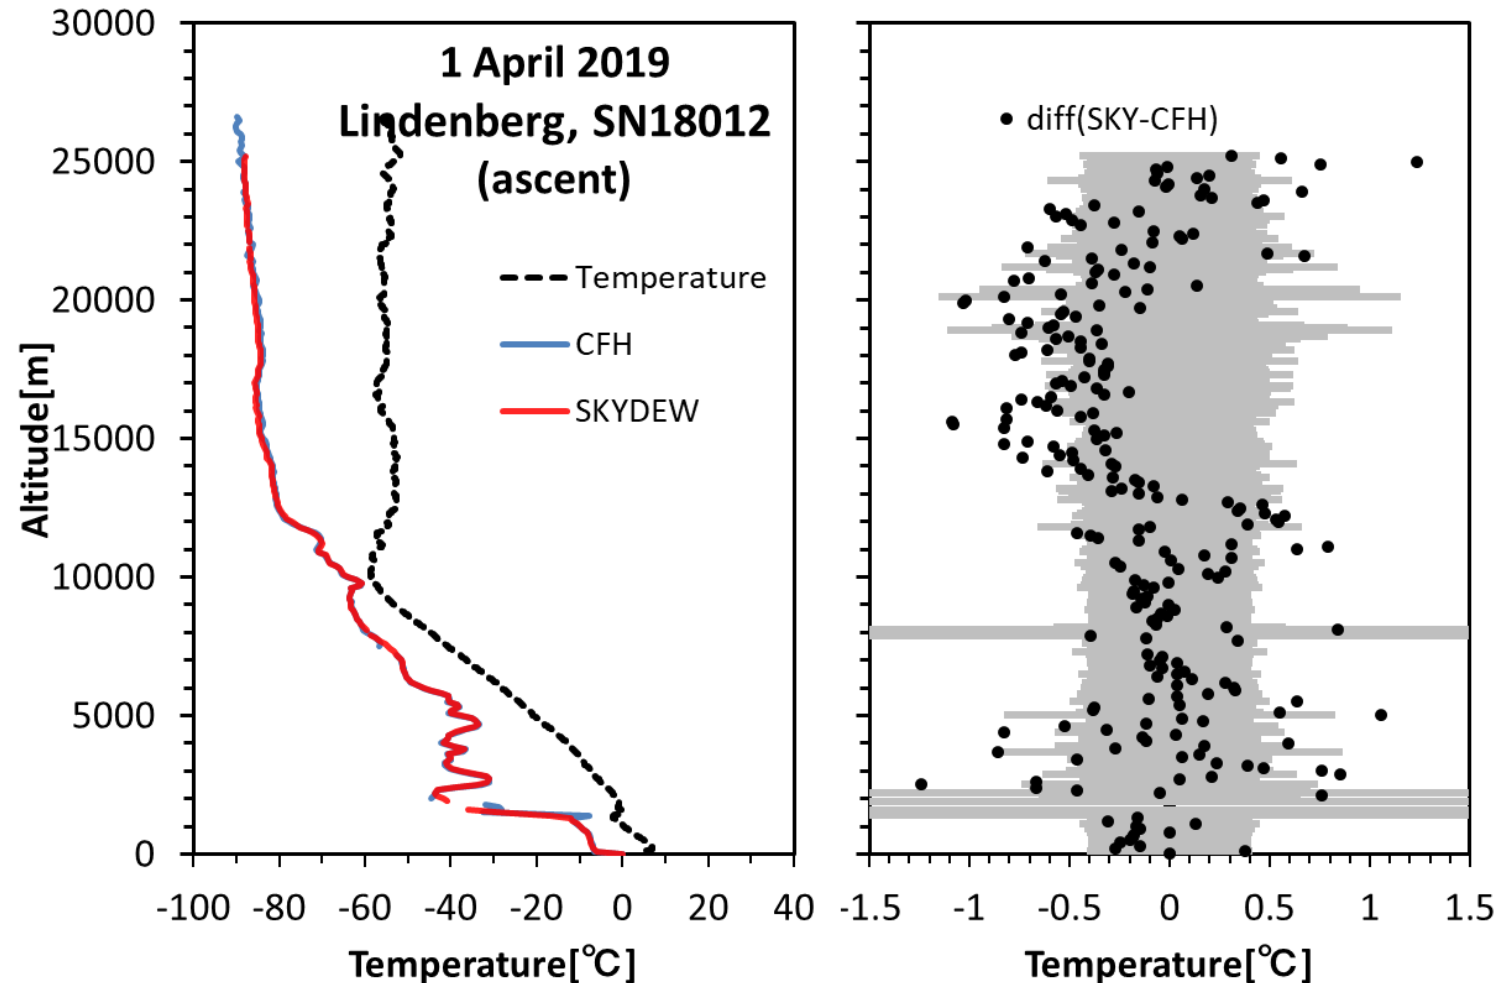 1 April 2019
Lindenberg, SN18012
(ascent)
Temperature
CFH
SKYDEW
Altitude[m]
30000
25000
20000
15000
10000
5000
0
-100 -80 -60 -40 -20 0 20 40
Temperature[℃]
diff(SKY-CFH)
-1.5 -1 -0.5 0 0.5 1 1.5
Temperature[℃]